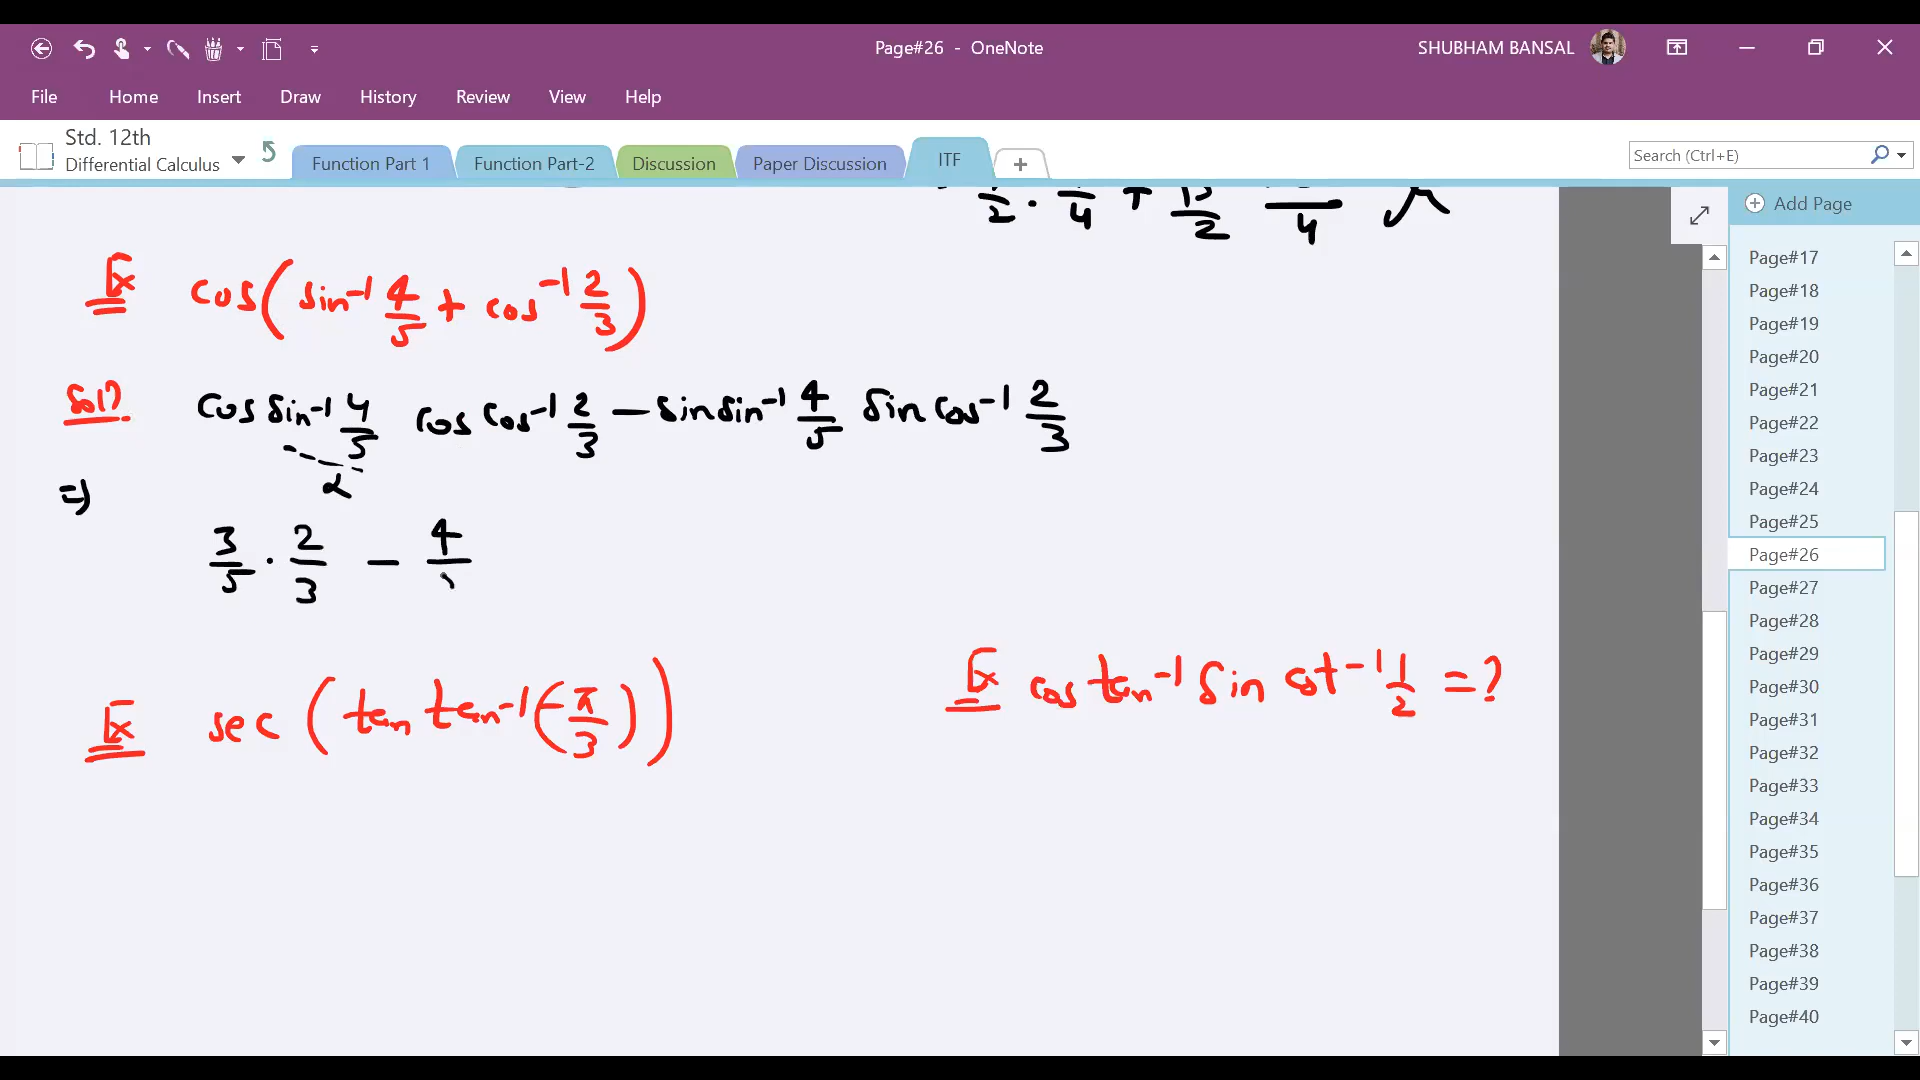 Page#26 - OneNote
SHUBHAM BANSAL
File Home Insert Draw History Review View Help
Std. 12th
Differential Calculus
Function Part 1
Function Part-2
Discussion
Paper Discussion
ITF
Search (Ctrl+E)
Add Page
Ex cos(sin⁻¹ 4/5 + cos⁻¹ 2/3)
Solⁿ cos sin⁻¹ 4/5 cos cos⁻¹ 2/3 − sin sin⁻¹ 4/5 sin cos⁻¹ 2/3
α
⇒
3/5 · 2/3 − 4/
Ex sec (tan tan⁻¹(−π/3))
Ex cos tan⁻¹ sin cot⁻¹ 1/2 = ?
Page#17
Page#18
Page#19
Page#20
Page#21
Page#22
Page#23
Page#24
Page#25
Page#26
Page#27
Page#28
Page#29
Page#30
Page#31
Page#32
Page#33
Page#34
Page#35
Page#36
Page#37
Page#38
Page#39
Page#40